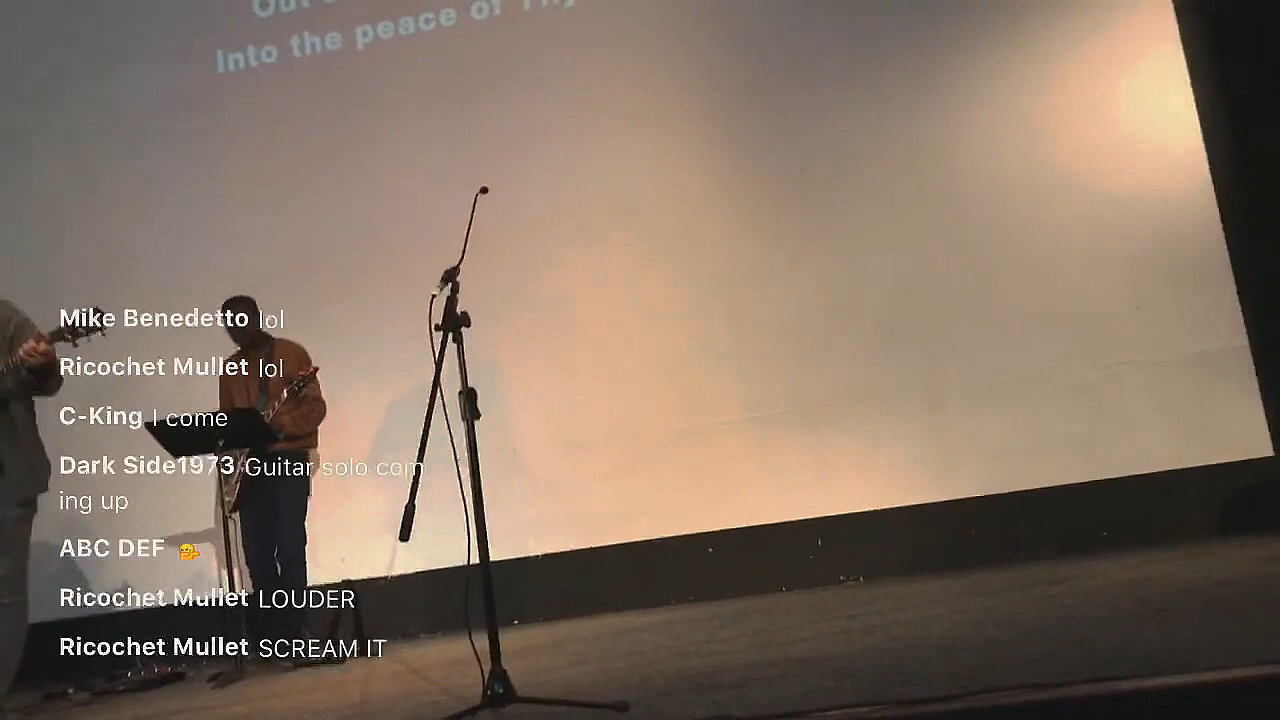 Out
Into the peace of
Mike Benedetto lol
Ricochet Mullet lol
C-King I come
Dark Side1973 Guitar solo com
ing up
ABC DEF
Ricochet Mullet LOUDER
Ricochet Mullet SCREAM IT